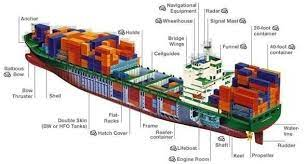 Navigational
Equipment
Radar
Wheelhouse
Signal Mast
20-foot
container
Holds
Bridge
Wings
Funnel
40-foot
container
Cellguides
Anchor
Bulbous
Bow
Bow
Thruster
Shell
Double Skin
(BW or HFO Tanks)
Flat-
Racks
Hatch Cover
Frame
Reefer-
container
Lifeboat
Engine Room
Shaft
Keel
Propeller
Rudder
Water-
line